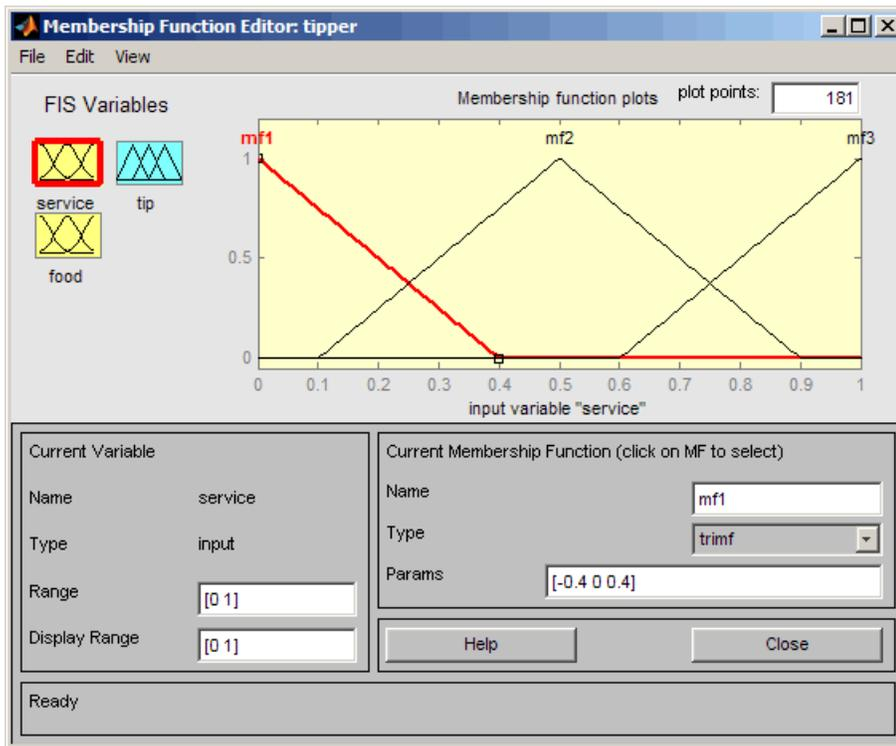 Membership Function Editor: tipper
File Edit View
FIS Variables
Membership function plots plot points: 181
service tip
food
mf1 mf2 mf3
1
0.5
0
0 0.1 0.2 0.3 0.4 0.5 0.6 0.7 0.8 0.9 1
input variable "service"
Current Variable
Name service
Type input
Range [0 1]
Display Range [0 1]
Current Membership Function (click on MF to select)
Name mf1
Type trimf
Params [-0.4 0 0.4]
Help Close
Ready